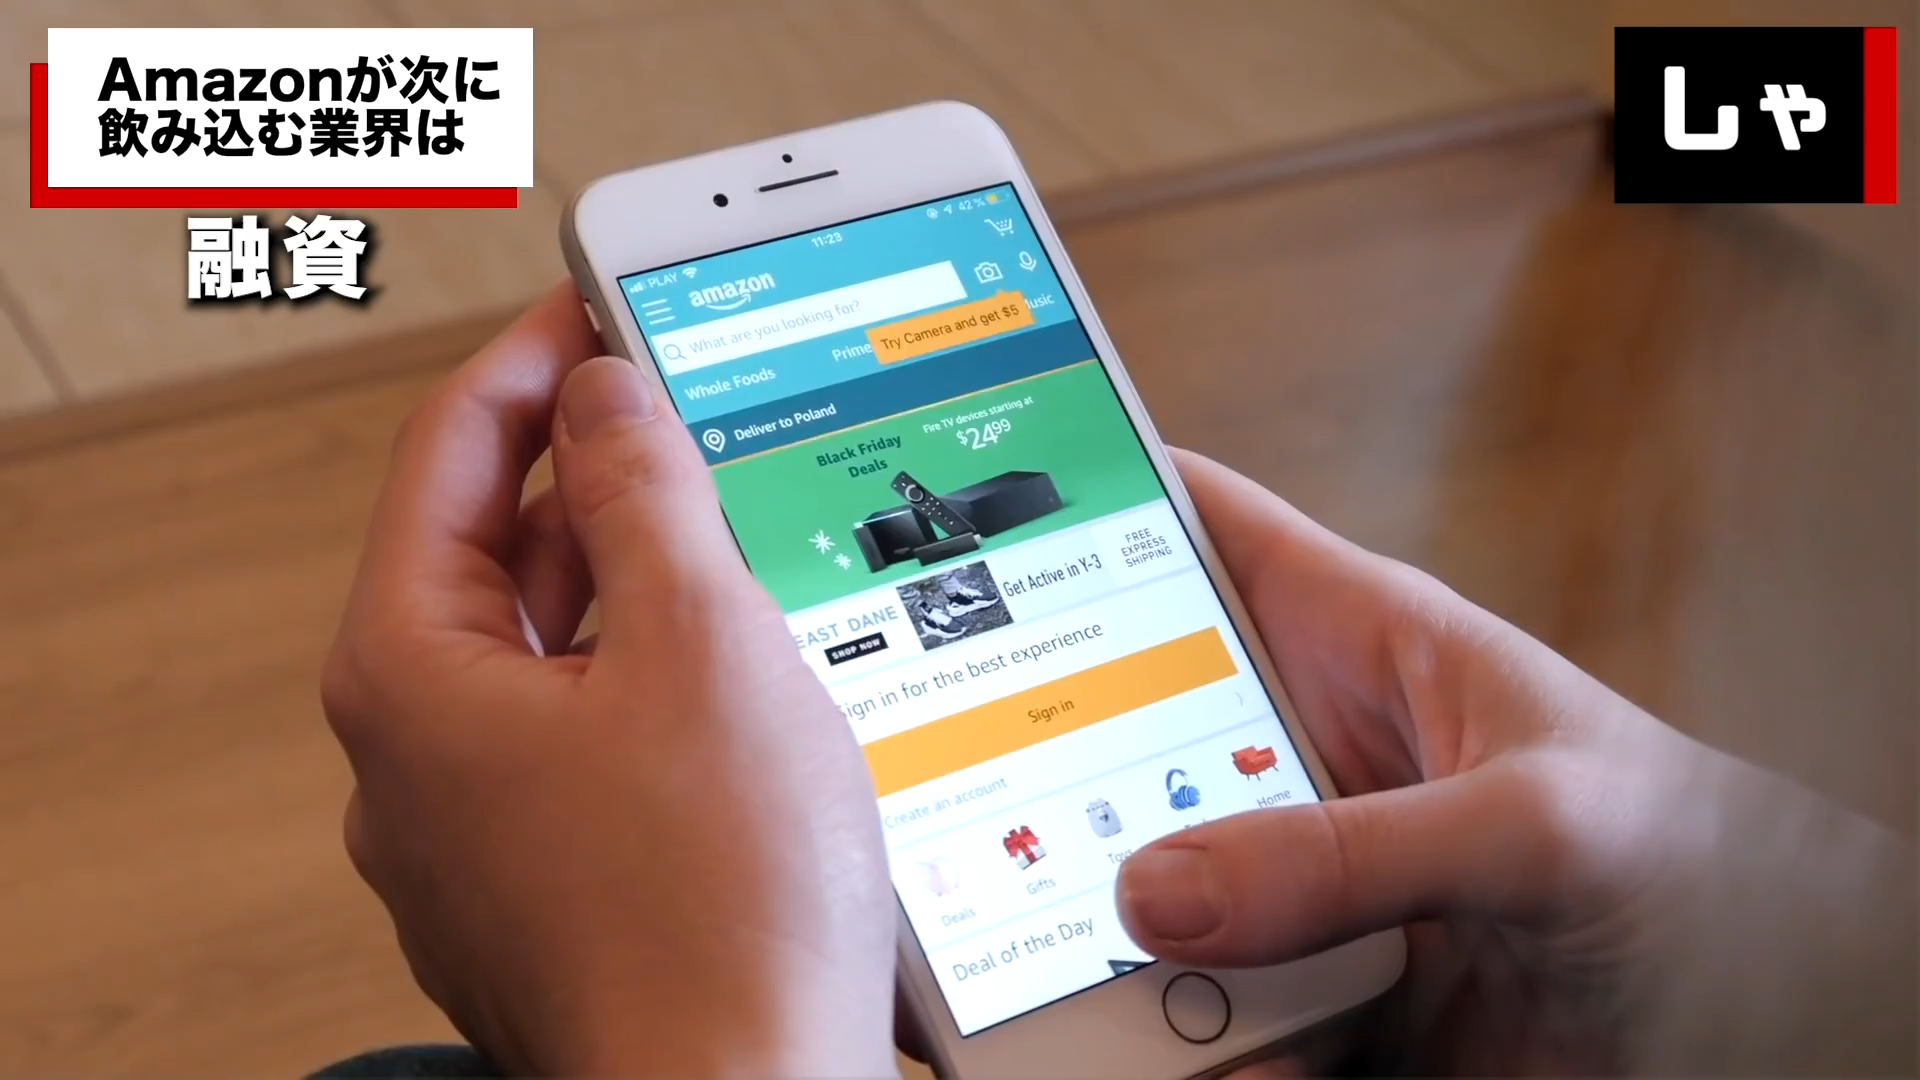 Amazonが次に
飲み込む業界は
しゃ
融資
PLAY
11:23
42%
amazon
What are you looking for?
Try Camera and get $5
Whole Foods
Prime
Music
Deliver to Poland
Black Friday
Deals
Fire TV devices starting at
$24.99
EAST DANE
SHOP NOW
Get Active in Y-3
FREE
EXPRESS
SHIPPING
Sign in for the best experience
Sign in
Create an account
Deals
Gifts
Toys
Home
Deal of the Day